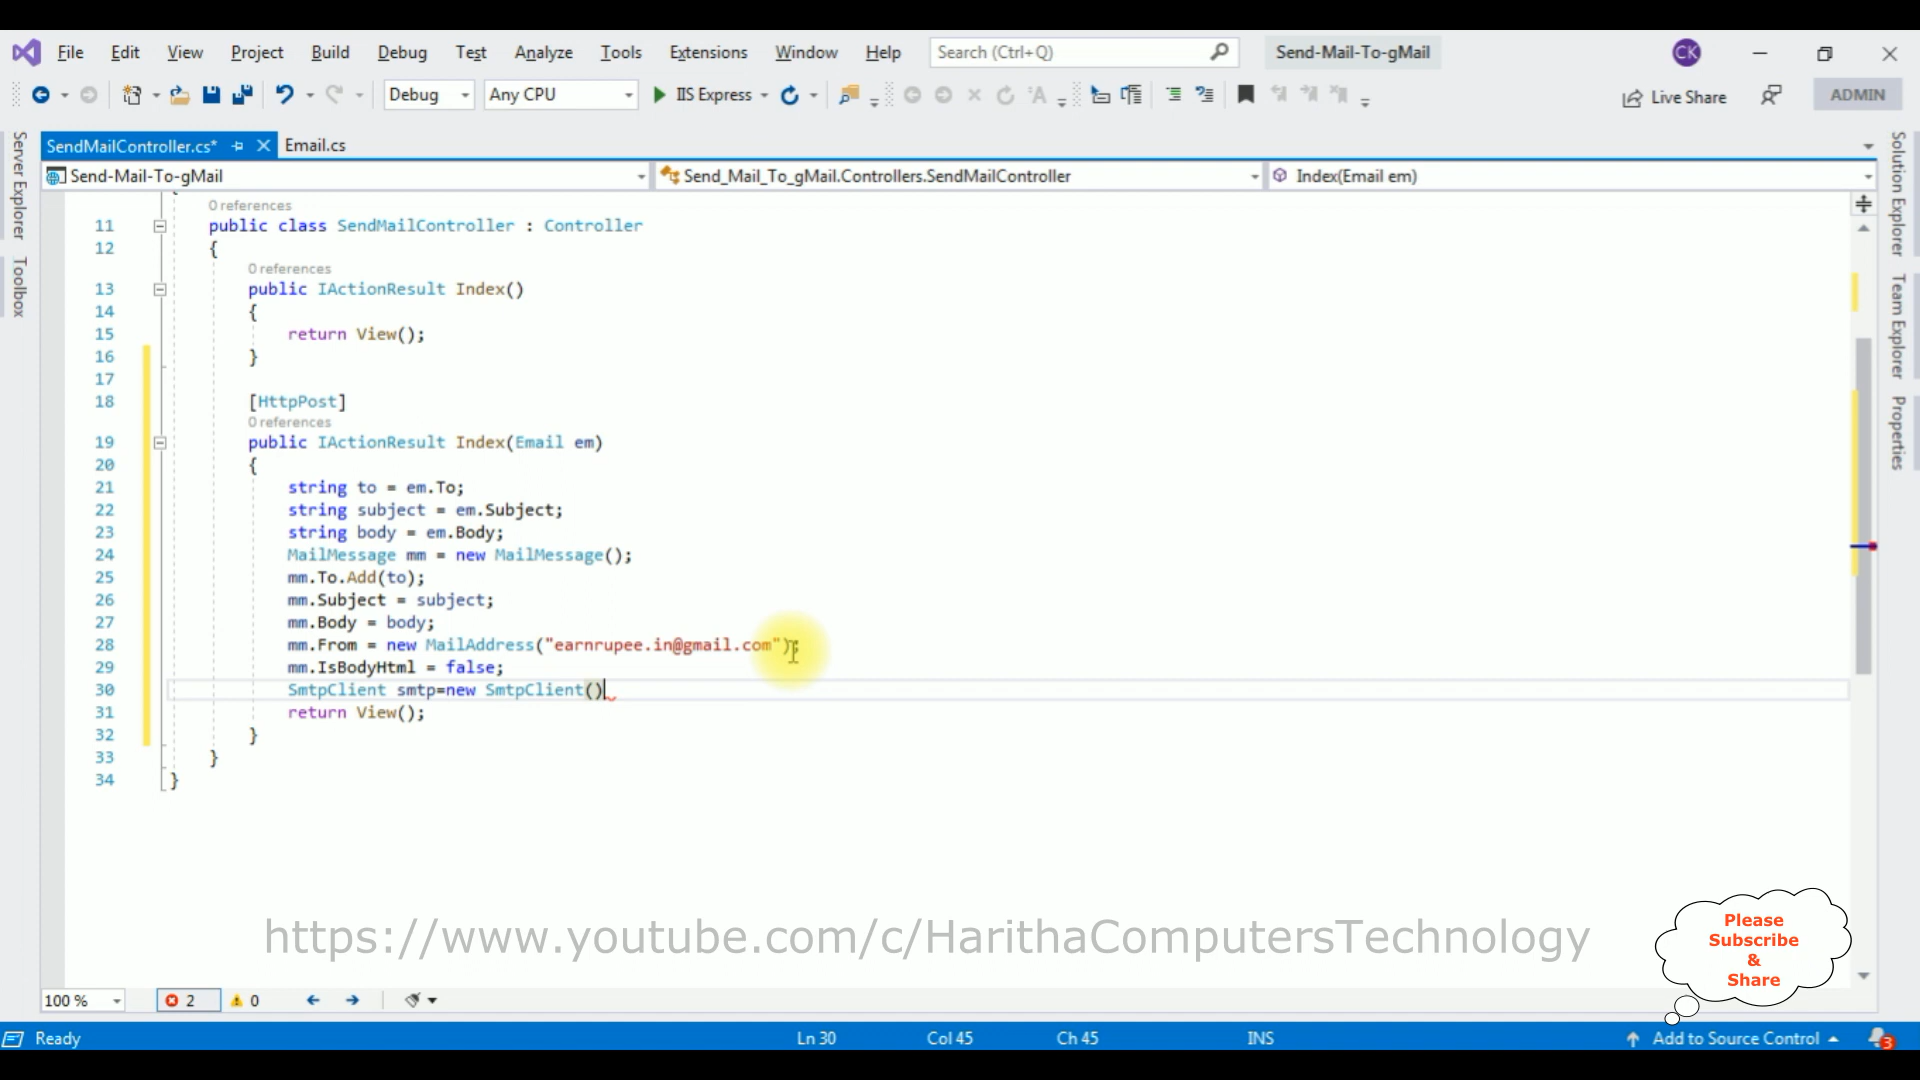 File Edit View Project Build Debug Test Analyze Tools Extensions Window Help Search (Ctrl+Q) Send-Mail-To-gMail CK
Debug Any CPU IIS Express Live Share ADMIN
SendMailController.cs* Email.cs
Send-Mail-To-gMail Send_Mail_To_gMail.Controllers.SendMailController Index(Email em)
Server Explorer
Toolbox
Solution Explorer
Team Explorer
Properties
0 references
11 public class SendMailController : Controller
12 {
0 references
13 public IActionResult Index()
14 {
15 return View();
16 }
17
18 [HttpPost]
0 references
19 public IActionResult Index(Email em)
20 {
21 string to = em.To;
22 string subject = em.Subject;
23 string body = em.Body;
24 MailMessage mm = new MailMessage();
25 mm.To.Add(to);
26 mm.Subject = subject;
27 mm.Body = body;
28 mm.From = new MailAddress("earnrupee.in@gmail.com");
29 mm.IsBodyHtml = false;
30 SmtpClient smtp=new SmtpClient()
31 return View();
32 }
33 }
34 }
https://www.youtube.com/c/HarithaComputersTechnology
Please
Subscribe
&
Share
100 % 2 0
Ready Ln 30 Col 45 Ch 45 INS Add to Source Control 3